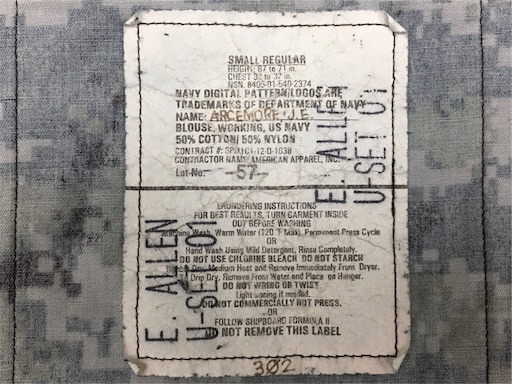 SMALL-REGULAR
HEIGHT: 67 to 71 in.
CHEST 33 to 37 in.
NSN. 8405-01-540-2374
NAVY DIGITAL PATTERN/LOGOS ARE
TRADEMARKS OF DEPARTMENT OF NAVY
NAME: ARCEMORE, J.E.
BLOUSE, WORKING, US NAVY
50% COTTON/ 50% NYLON
CONTRACT #: 12-D-1038
CONTRACTOR NAME: AMERICAN APPAREL, INC.
Lot-No: -57-
E. ALLEN
U-SET 01
LAUNDERING INSTRUCTIONS
FOR BEST RESULTS, TURN GARMENT INSIDE
OUT BEFORE WASHING
Machine Wash, Warm Water (120 °F Max), Permanent Press Cycle
OR
Hand Wash Using Mild Detergent, Rinse Completely.
DO NOT USE CHLORINE BLEACH DO NOT STARCH
Dry, Medium Heat and Remove Immediately From Dryer.
Drip Dry, Remove From Water and Place on Hanger.
DO NOT WRING OR TWIST
Light ironing if needed.
DO NOT COMMERCIALLY HOT PRESS.
OR
FOLLOW SHIPBOARD FORMULA II
DO NOT REMOVE THIS LABEL
E. ALLEN
U-SET 01
302